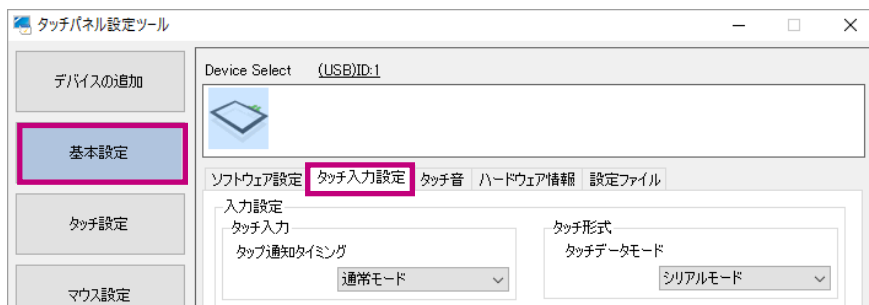 タッチパネル設定ツール
デバイスの追加
基本設定
タッチ設定
マウス設定
Device Select (USB)ID:1
ソフトウェア設定 タッチ入力設定 タッチ音 ハードウェア情報 設定ファイル
入力設定
タッチ入力
タップ通知タイミング
通常モード
タッチ形式
タッチデータモード
シリアルモード